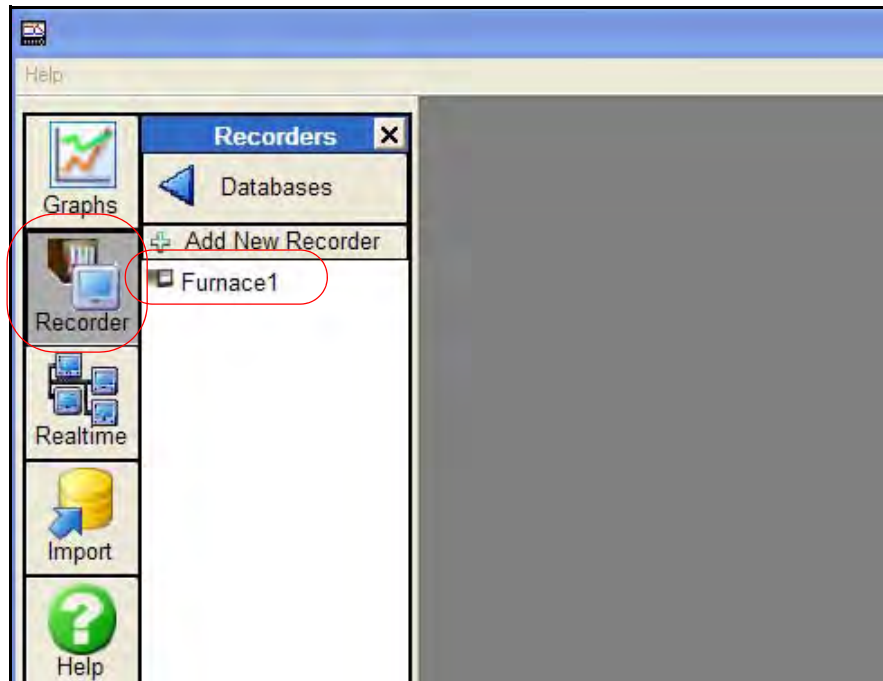 Help
Recorders
Databases
Add New Recorder
Furnace1
Graphs
Recorder
Realtime
Import
Help